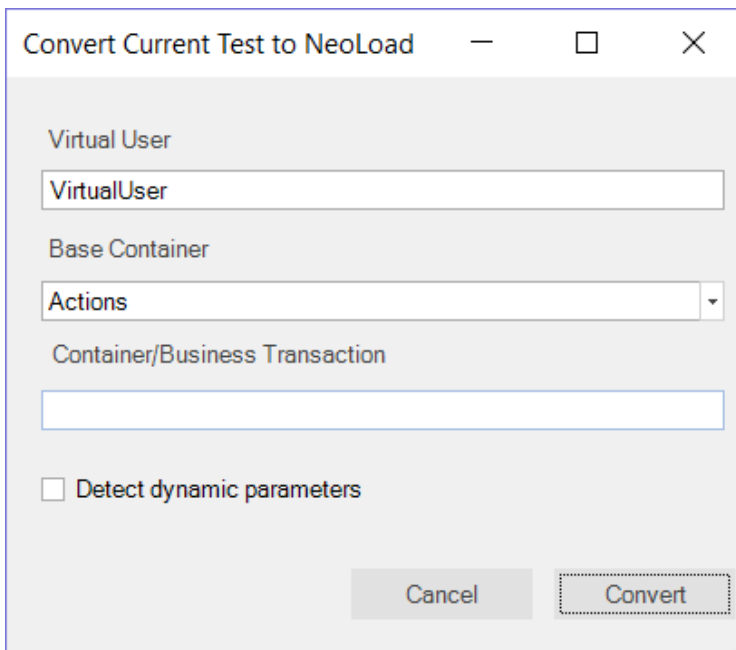 Convert Current Test to NeoLoad
Virtual User
VirtualUser
Base Container
Actions
Container/Business Transaction
Detect dynamic parameters
Cancel Convert